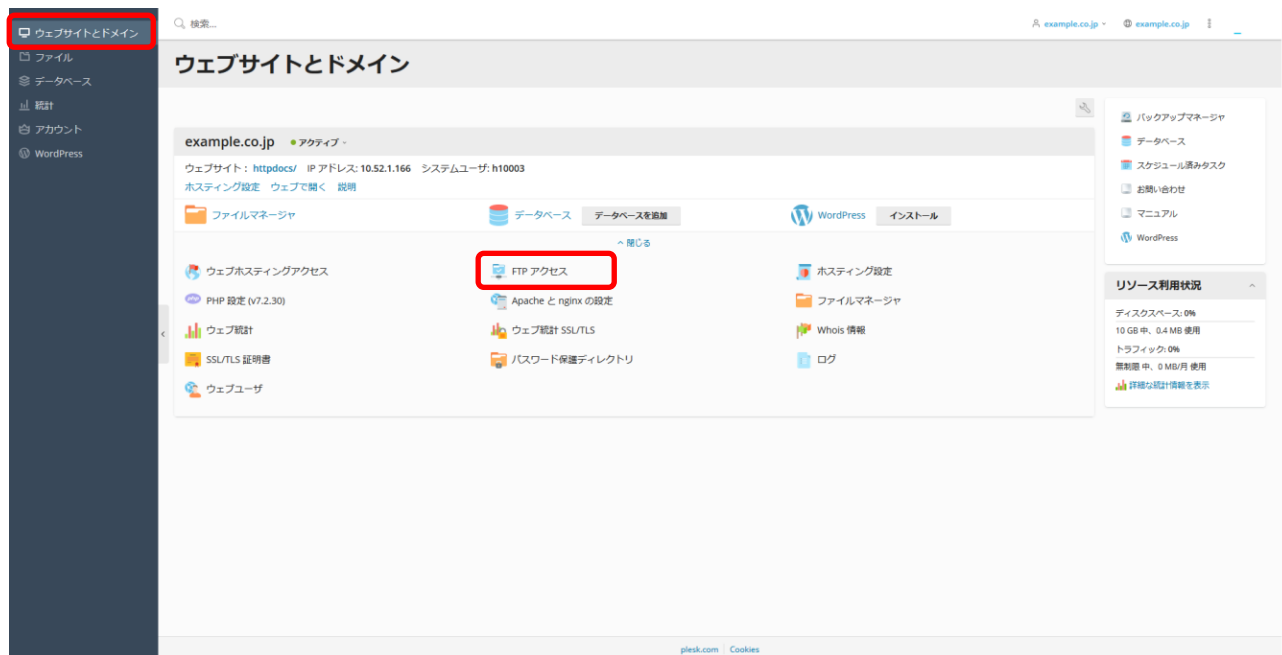 ウェブサイトとドメイン
ファイル
データベース
統計
アカウント
WordPress
検索...
example.co.jp
example.co.jp
ウェブサイトとドメイン
example.co.jp アクティブ
ウェブサイト: httpdocs/ IP アドレス: 10.52.1.166 システムユーザ: h10003
ホスティング設定 ウェブで開く 説明
ファイルマネージャ
データベース データベースを追加
WordPress インストール
閉じる
ウェブホスティングアクセス
FTP アクセス
ホスティング設定
PHP 設定 (v7.2.30)
Apache と nginx の設定
ファイルマネージャ
ウェブ統計
ウェブ統計 SSL/TLS
Whois 情報
SSL/TLS 証明書
パスワード保護ディレクトリ
ログ
ウェブユーザ
バックアップマネージャ
データベース
スケジュール済みタスク
お問い合わせ
マニュアル
WordPress
リソース利用状況
ディスクスペース: 0%
10 GB 中、0.4 MB 使用
トラフィック: 0%
無制限 中、0 MB/月 使用
詳細な統計情報を表示
plesk.com Cookies